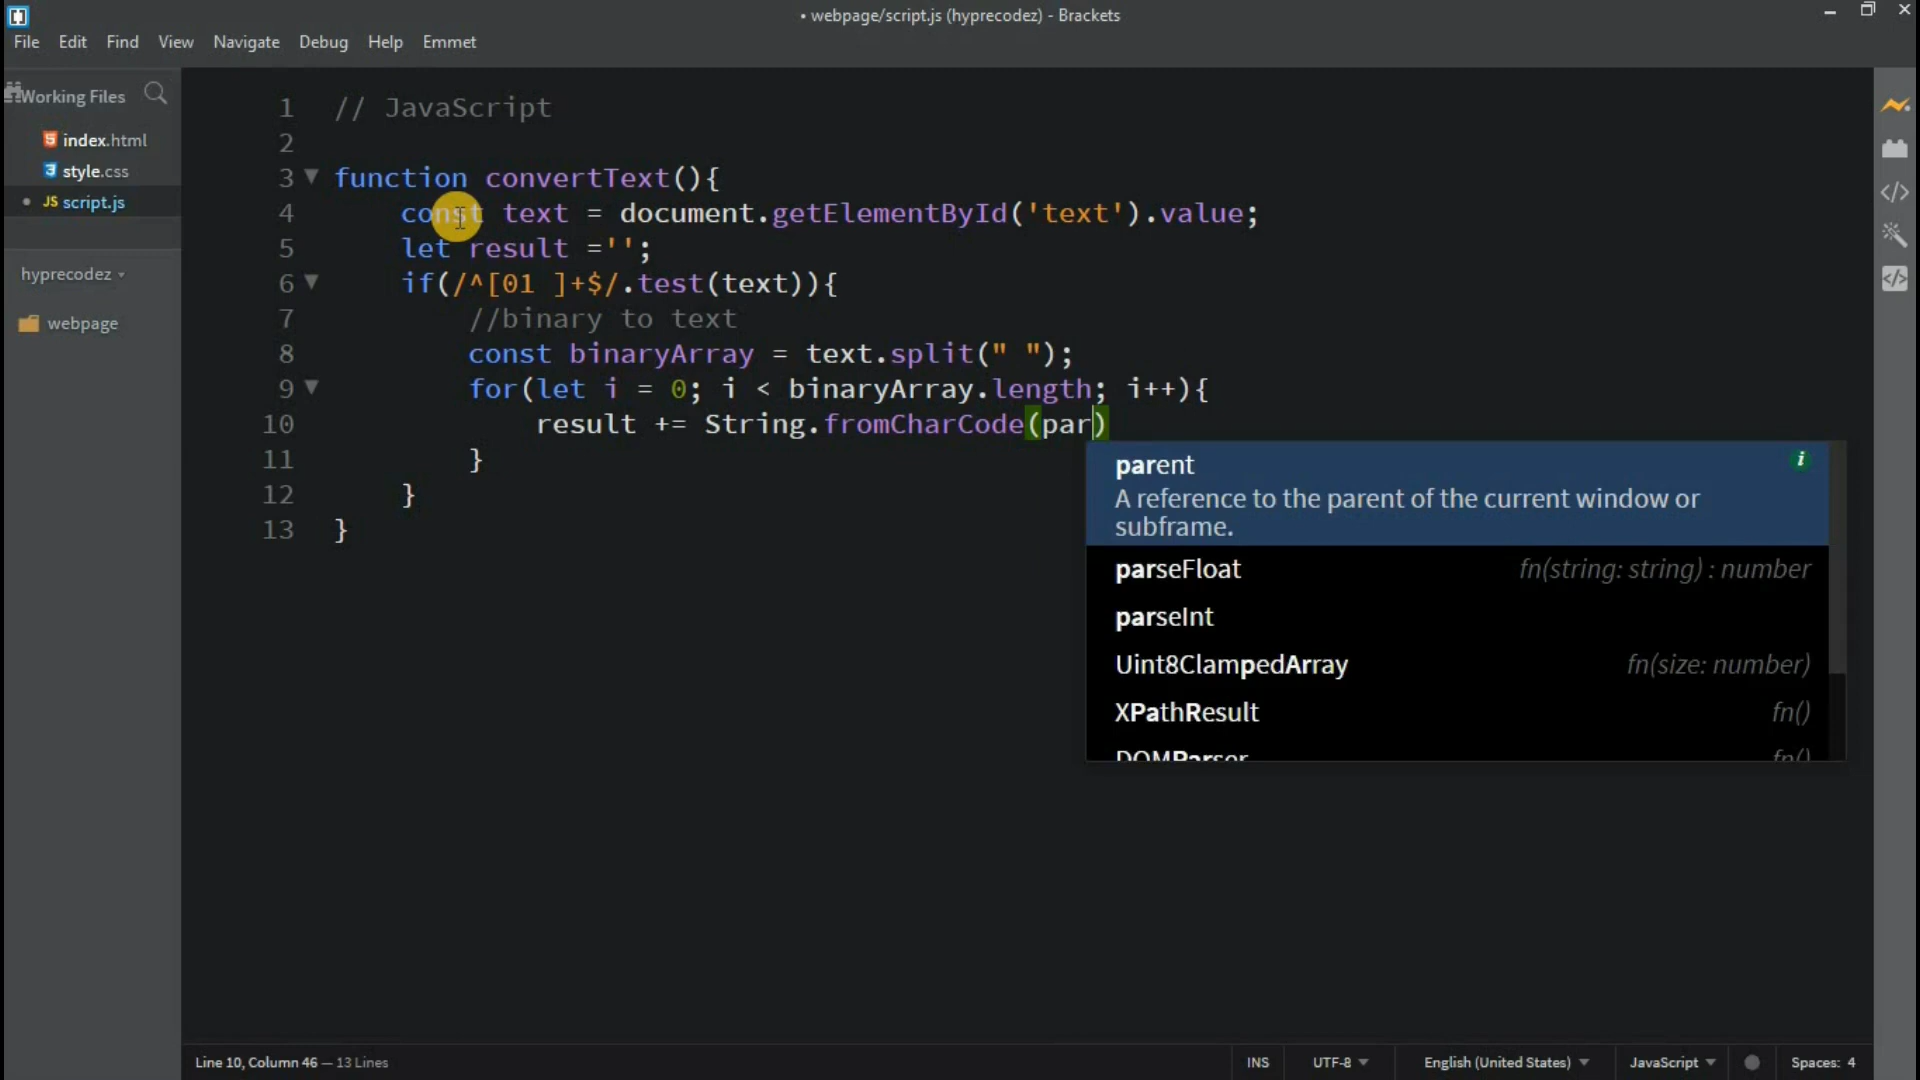 • webpage/script.js (hyprecodez) - Brackets
File Edit Find View Navigate Debug Help Emmet
Working Files
index.html
style.css
• JS script.js
hyprecodez
webpage
1 // JavaScript
2
3 function convertText(){
4 const text = document.getElementById('text').value;
5 let result ='';
6 if(/^[01 ]+$/.test(text)){
7 //binary to text
8 const binaryArray = text.split(" ");
9 for(let i = 0; i < binaryArray.length; i++){
10 result += String.fromCharCode(par)
11 }
12 }
13 }
parent
A reference to the parent of the current window or
subframe.
parseFloat fn(string: string) : number
parseInt
Uint8ClampedArray fn(size: number)
XPathResult fn()
DOMParser fn()
Line 10, Column 46 — 13 Lines
INS UTF-8 English (United States) JavaScript Spaces: 4